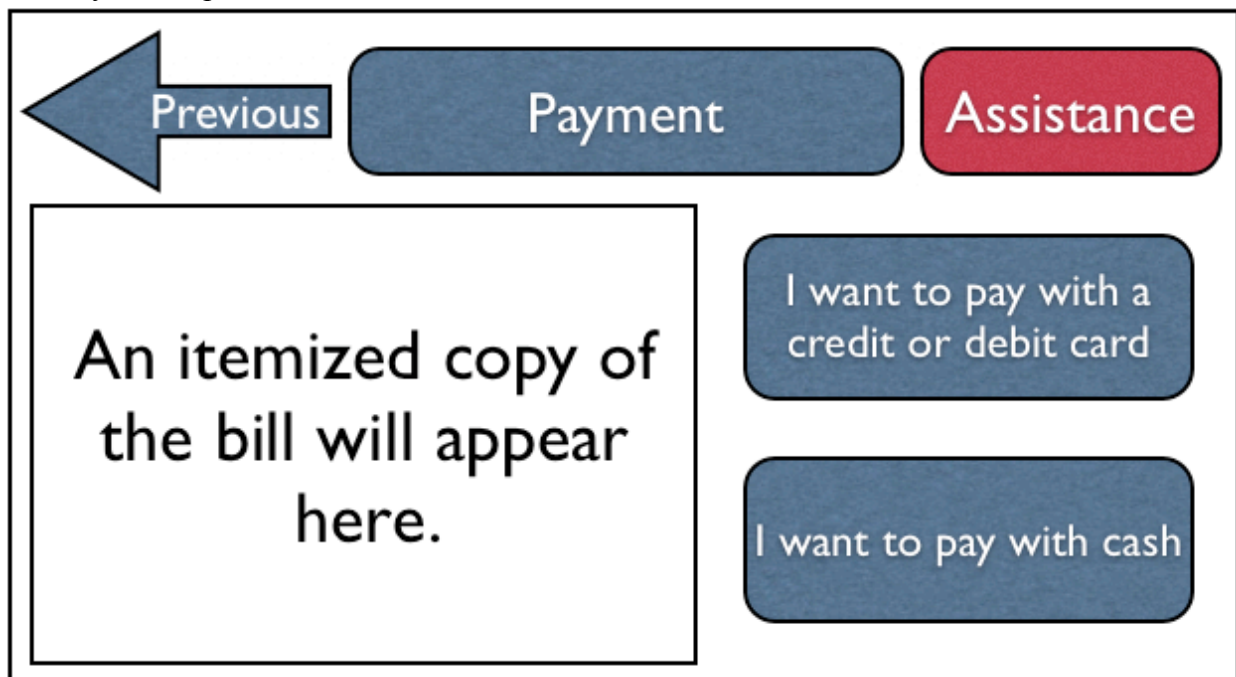 Previous
Payment
Assistance
An itemized copy of
the bill will appear
here.
I want to pay with a
credit or debit card
I want to pay with cash